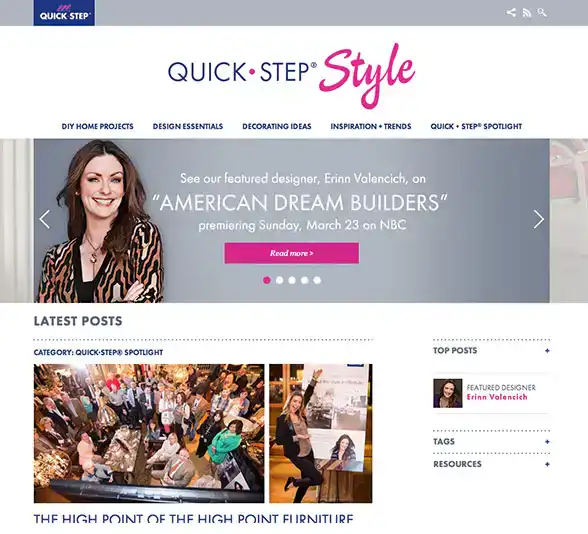 QUICK STEP
QUICK • STEP® Style
DIY HOME PROJECTS DESIGN ESSENTIALS DECORATING IDEAS INSPIRATION + TRENDS QUICK • STEP® SPOTLIGHT
See our featured designer, Erinn Valencich, on
“AMERICAN DREAM BUILDERS”
premiering Sunday, March 23 on NBC
Read more >
LATEST POSTS
CATEGORY: QUICK•STEP® SPOTLIGHT
THE HIGH POINT OF THE HIGH POINT FURNITURE
TOP POSTS +
FEATURED DESIGNER
Erinn Valencich
TAGS +
RESOURCES +